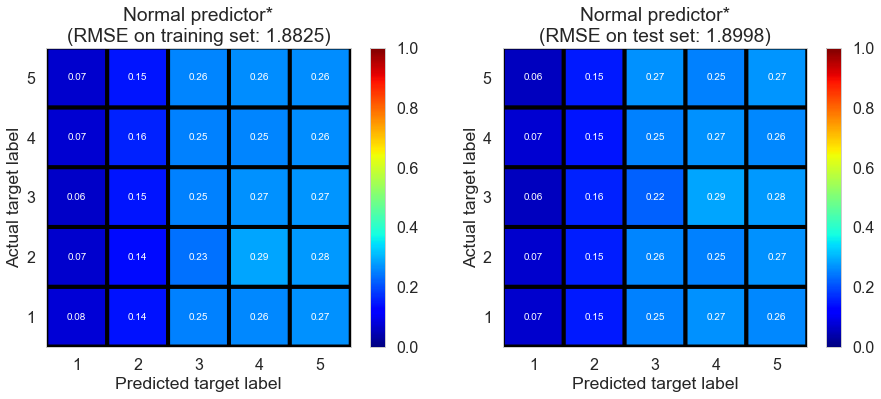 Normal predictor*
(RMSE on training set: 1.8825)
Actual target label
5 0.07 0.15 0.26 0.26 0.26
4 0.07 0.16 0.25 0.25 0.26
3 0.06 0.15 0.25 0.27 0.27
2 0.07 0.14 0.23 0.29 0.28
1 0.08 0.14 0.25 0.26 0.27
1 2 3 4 5
Predicted target label
1.0
0.8
0.6
0.4
0.2
0.0
Normal predictor*
(RMSE on test set: 1.8998)
Actual target label
5 0.06 0.15 0.27 0.25 0.27
4 0.07 0.15 0.25 0.27 0.26
3 0.06 0.16 0.22 0.29 0.28
2 0.07 0.15 0.26 0.25 0.27
1 0.07 0.15 0.25 0.27 0.26
1 2 3 4 5
Predicted target label
1.0
0.8
0.6
0.4
0.2
0.0